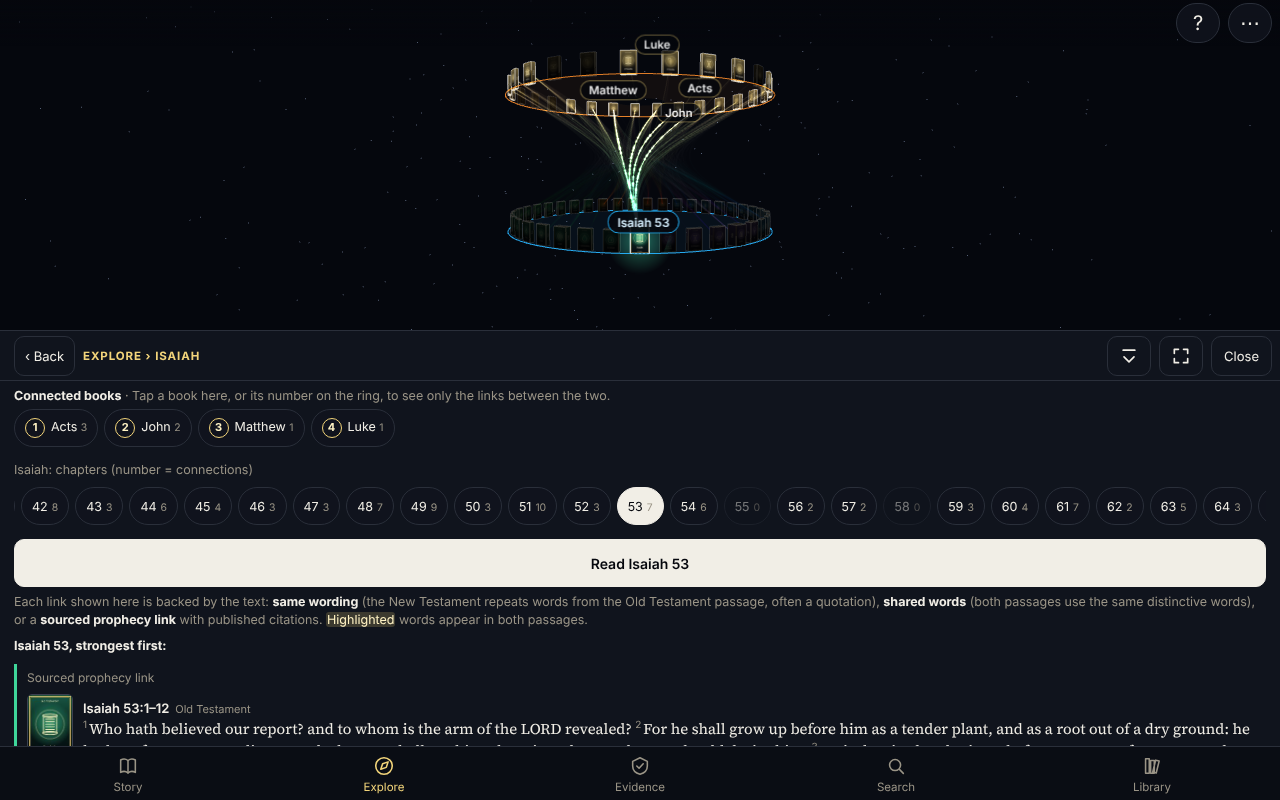 ? ...
Luke
Matthew Acts
John
Isaiah 53
‹ Back EXPLORE › ISAIAH Close
Connected books · Tap a book here, or its number on the ring, to see only the links between the two.
1 Acts 3 2 John 2 3 Matthew 1 4 Luke 1
Isaiah: chapters (number = connections)
42 8 43 3 44 6 45 4 46 3 47 3 48 7 49 9 50 3 51 10 52 3 53 7 54 6 55 0 56 2 57 2 58 0 59 3 60 4 61 7 62 2 63 5 64 3
Read Isaiah 53
Each link shown here is backed by the text: same wording (the New Testament repeats words from the Old Testament passage, often a quotation), shared words (both passages use the same distinctive words),
or a sourced prophecy link with published citations. Highlighted words appear in both passages.
Isaiah 53, strongest first:
Sourced prophecy link
Isaiah 53:1–12 Old Testament
1 Who hath believed our report? and to whom is the arm of the LORD revealed? 2 For he shall grow up before him as a tender plant, and as a root out of a dry ground: he
Story Explore Evidence Search Library